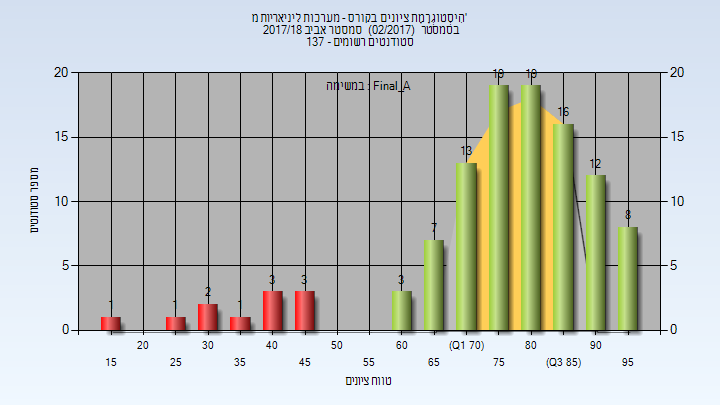 היסטוגרמת ציונים בקורס - מערכות ליניאריות מ'
בסמסטר (02/2017) סמסטר אביב 2017/18
סטודנטים רשומים - 137
במשימה : Final_A
מספר סטודנטים
20 15 10 5 0
20 15 10 5 0
1 1 2 1 3 3 3 7 13 19 19 16 12 8
20 30 40 50 60 (Q1 70) 80 90
15 25 35 45 55 65 75 (Q3 85) 95
טווח ציונים